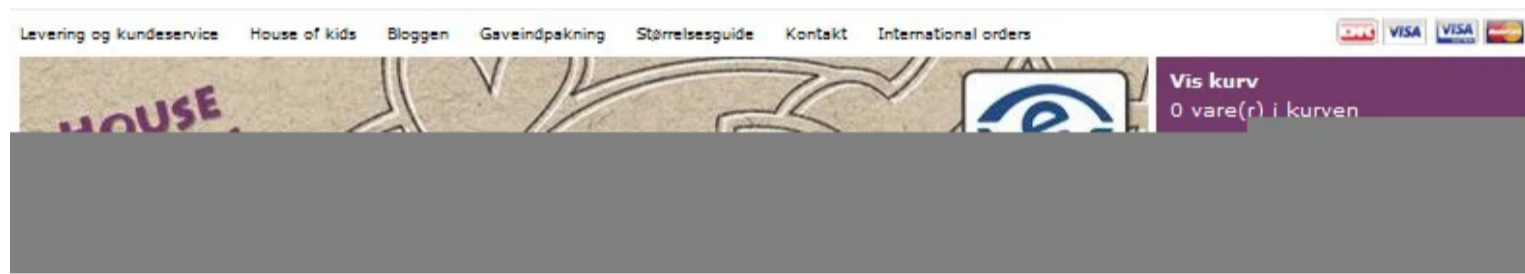 Levering og kundeservice House of kids Bloggen Gaveindpakning Størrelsesguide Kontakt International orders
DK VISA VISA
HOUSE
Vis kurv
0 vare(r) i kurven